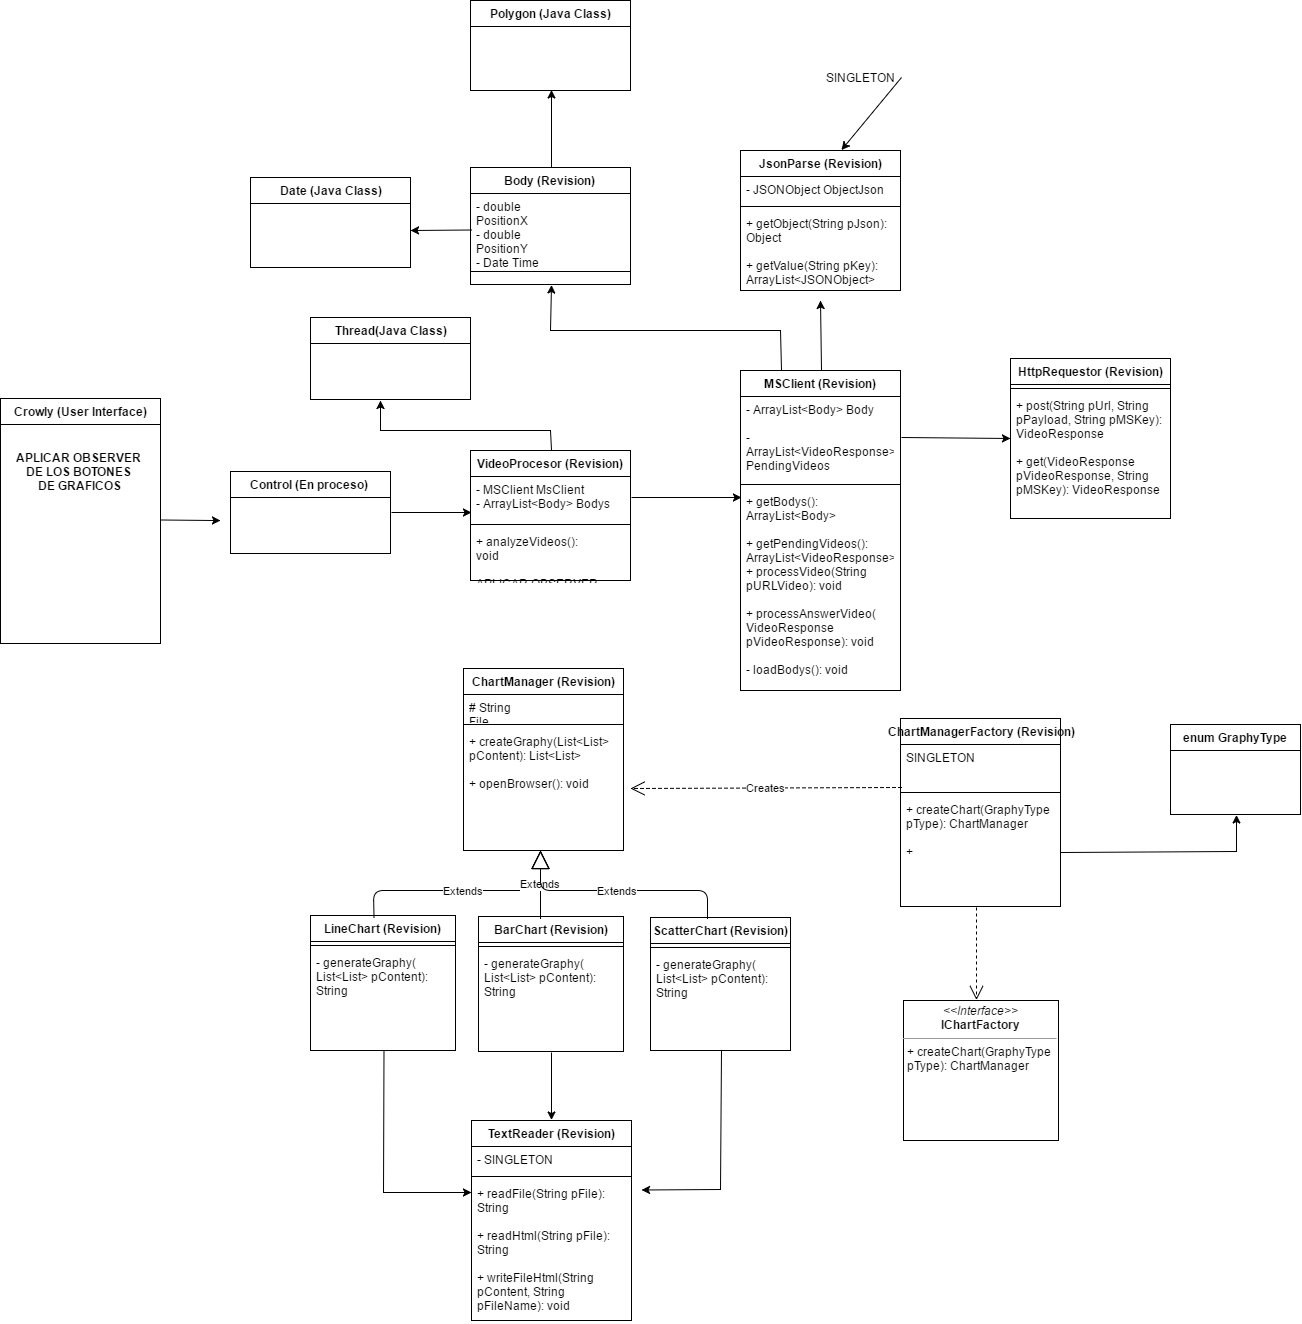 Polygon (Java Class)
SINGLETON
JsonParse (Revision)
- JSONObject ObjectJson
+ getObject(String pJson):
Object
+ getValue(String pKey):
ArrayList<JSONObject>
Body (Revision)
- double
PositionX
- double
PositionY
- Date Time
Date (Java Class)
Thread(Java Class)
MSClient (Revision)
- ArrayList<Body> Body
-
ArrayList<VideoResponse>
PendingVideos
+ getBodys():
ArrayList<Body>
+ getPendingVideos():
ArrayList<VideoResponse>
+ processVideo(String
pURLVideo): void
+ processAnswerVideo(
VideoResponse
pVideoResponse): void
- loadBodys(): void
HttpRequestor (Revision)
+ post(String pUrl, String
pPayload, String pMSKey):
VideoResponse
+ get(VideoResponse
pVideoResponse, String
pMSKey): VideoResponse
Crowly (User Interface)
APLICAR OBSERVER
DE LOS BOTONES
DE GRAFICOS
Control (En proceso)
VideoProcesor (Revision)
- MSClient MsClient
- ArrayList<Body> Bodys
+ analyzeVideos():
void
APLICAR OBSERVER
ChartManager (Revision)
# String
File
+ createGraphy(List<List>
pContent): List<List>
+ openBrowser(): void
Creates
ChartManagerFactory (Revision)
SINGLETON
+ createChart(GraphyType
pType): ChartManager
+
enum GraphyType
Extends
Extends
Extends
LineChart (Revision)
- generateGraphy(
List<List> pContent):
String
BarChart (Revision)
- generateGraphy(
List<List> pContent):
String
ScatterChart (Revision)
- generateGraphy(
List<List> pContent):
String
<<Interface>>
IChartFactory
+ createChart(GraphyType
pType): ChartManager
TextReader (Revision)
- SINGLETON
+ readFile(String pFile):
String
+ readHtml(String pFile):
String
+ writeFileHtml(String
pContent, String
pFileName): void